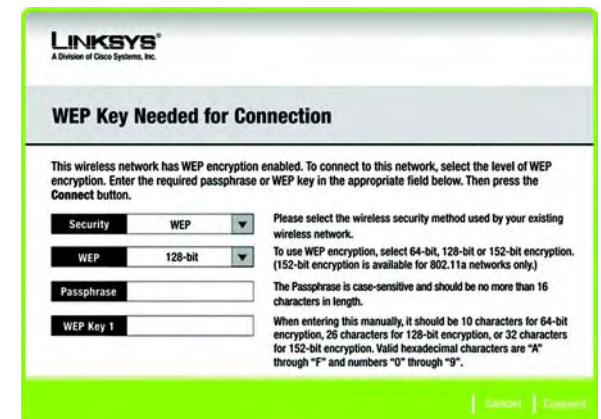 LINKSYS®
A Division of Cisco Systems, Inc.
WEP Key Needed for Connection
This wireless network has WEP encryption enabled. To connect to this network, select the level of WEP
encryption. Enter the required passphrase or WEP key in the appropriate field below. Then press the
Connect button.
Security WEP
Please select the wireless security method used by your existing
wireless network.
WEP 128-bit
To use WEP encryption, select 64-bit, 128-bit or 152-bit encryption.
(152-bit encryption is available for 802.11a networks only.)
Passphrase
The Passphrase is case-sensitive and should be no more than 16
characters in length.
WEP Key 1
When entering this manually, it should be 10 characters for 64-bit
encryption, 26 characters for 128-bit encryption, or 32 characters
for 152-bit encryption. Valid hexadecimal characters are "A"
through "F" and numbers "0" through "9".
Cancel Connect